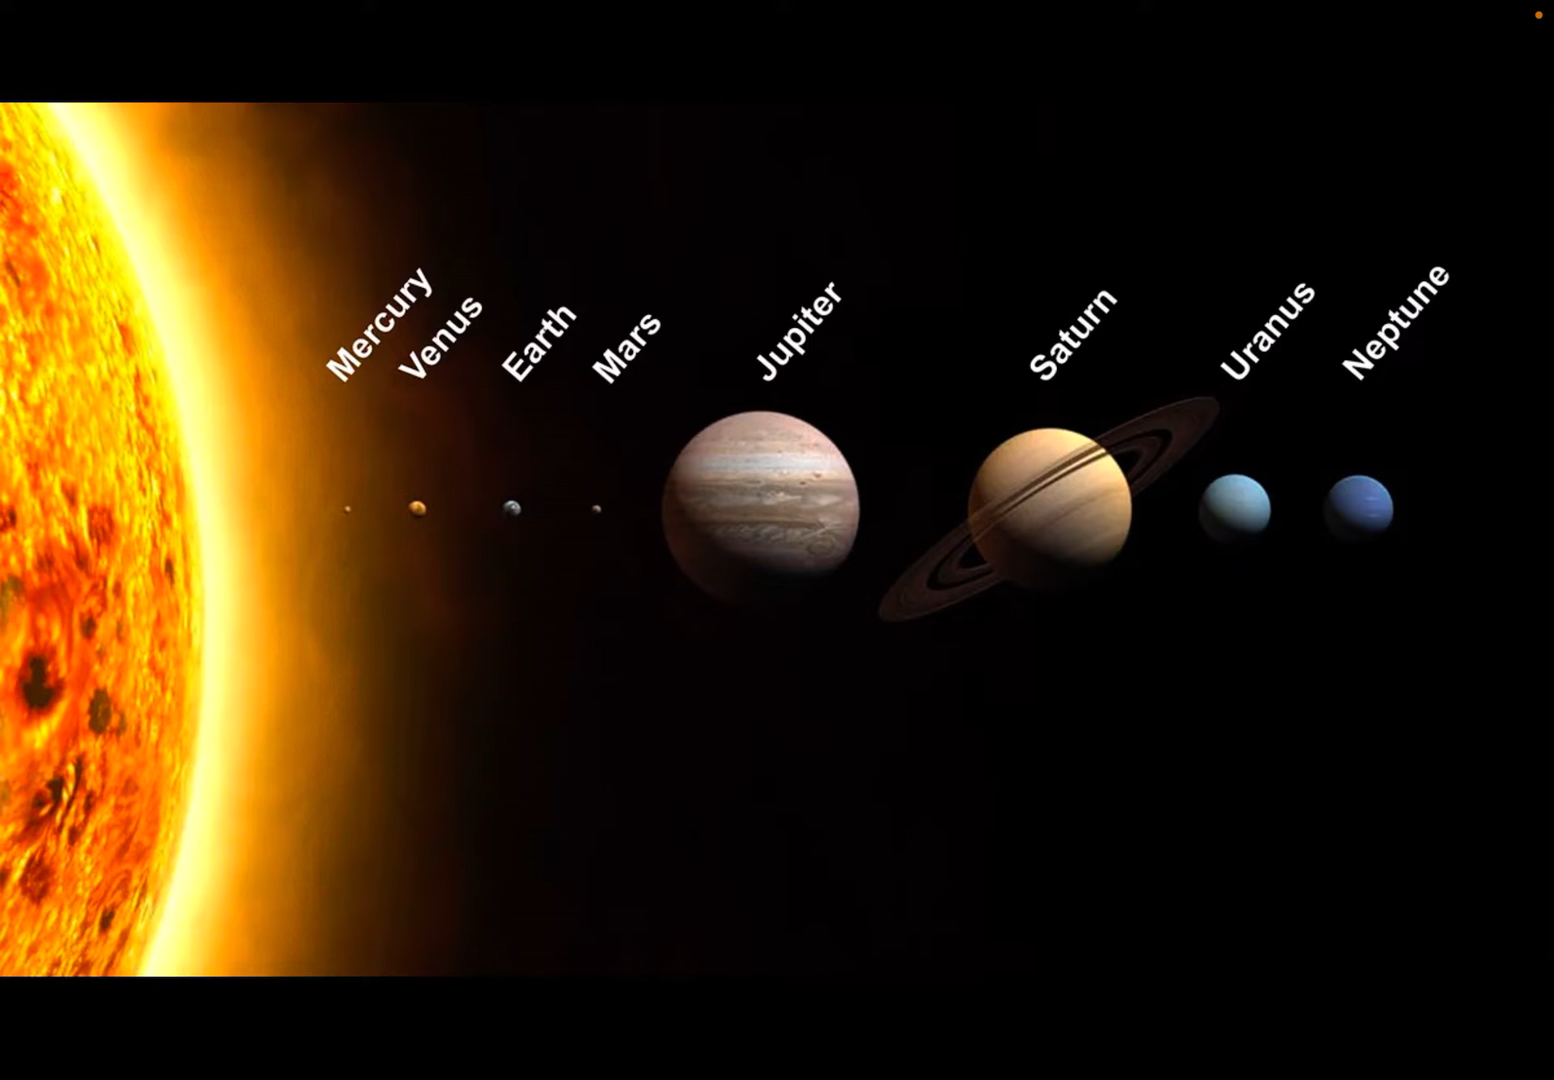 Mercury
Venus
Earth
Mars
Jupiter
Saturn
Uranus
Neptune